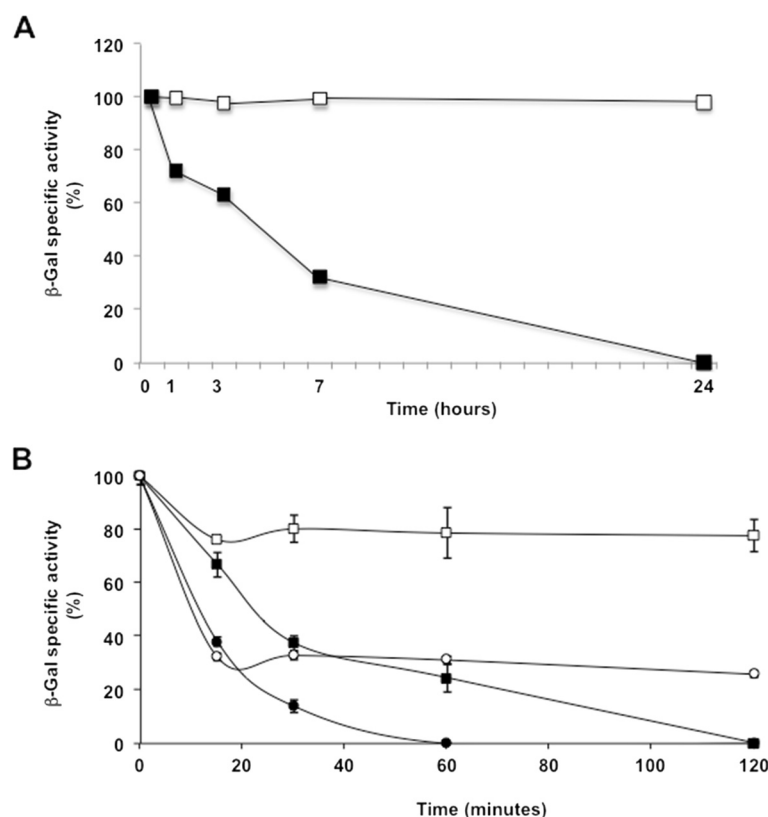 A
120
100
80
60
40
20
0
β-Gal specific activity
(%)
0 1 3 7 24
Time (hours)
B
100
80
60
40
20
0
β-Gal specific activity
(%)
0 20 40 60 80 100 120
Time (minutes)